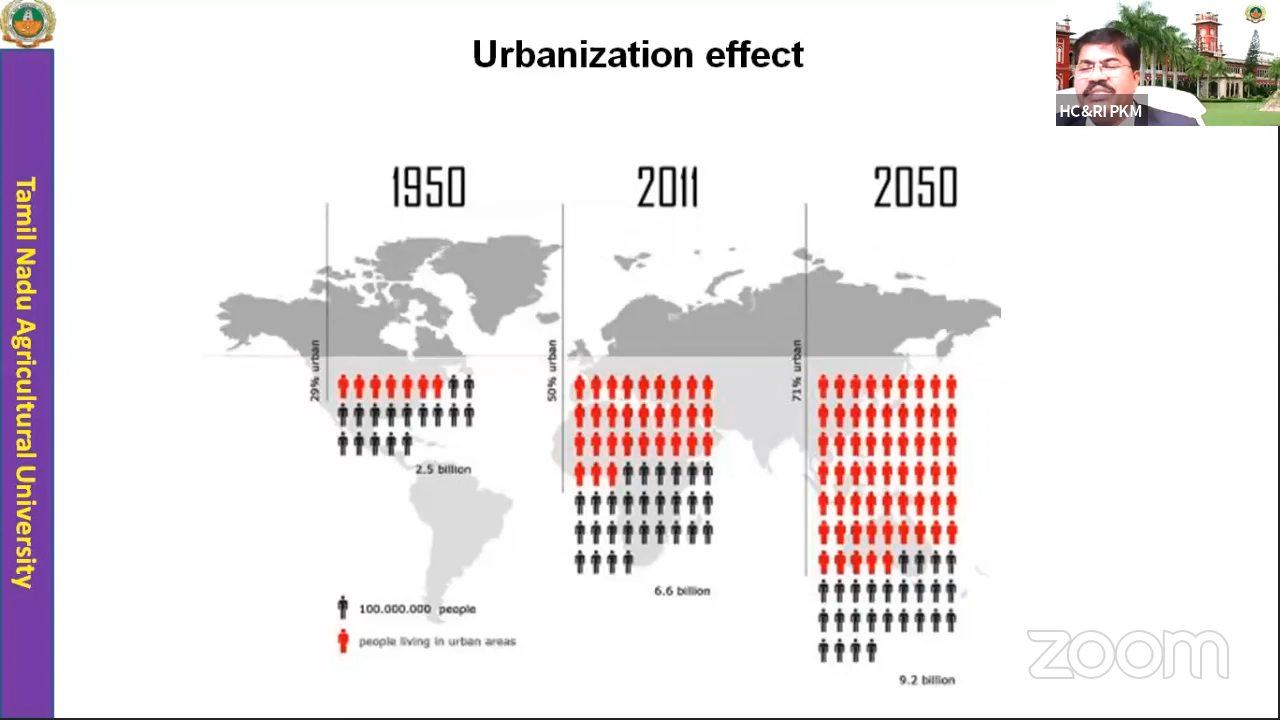 Urbanization effect
HC&RI PKM
Tamil Nadu Agricultural University
1950
2011
2050
29% urban
50% urban
71% urban
2.5 billion
6.6 billion
9.2 billion
100.000.000 people
people living in urban areas
zoom